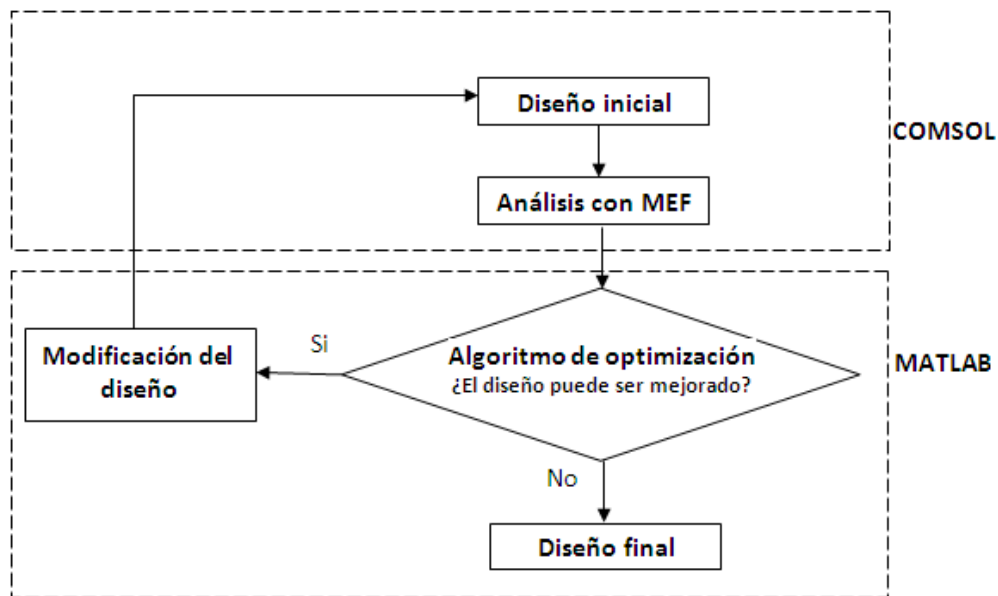 Diseño inicial
COMSOL
Análisis con MEF
Si
Modificación del
diseño
Algoritmo de optimización
¿El diseño puede ser mejorado?
MATLAB
No
Diseño final